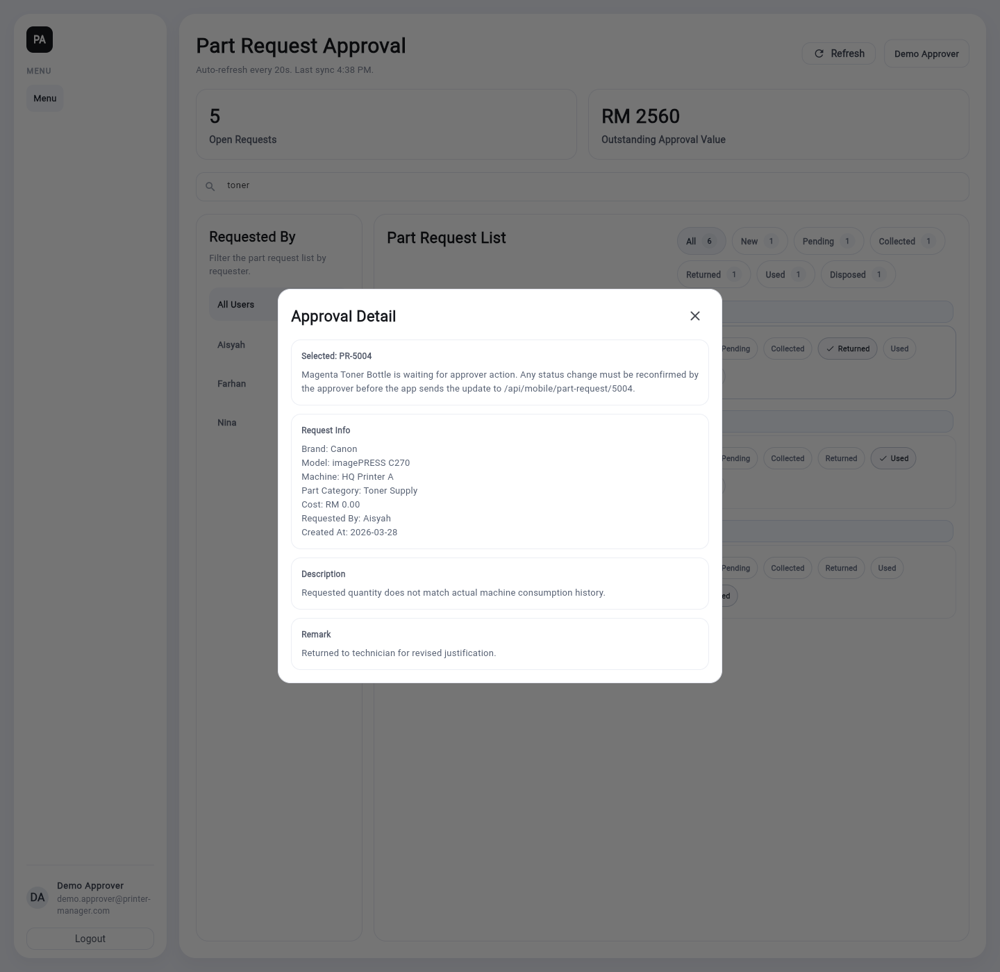 PA
MENU
Menu
Demo Approver
demo.approver@printer-
manager.com
DA
Logout
Part Request Approval
Auto-refresh every 20s. Last sync 4:38 PM.
Refresh
Demo Approver
5
Open Requests
RM 2560
Outstanding Approval Value
toner
Requested By
Filter the part request list by
requester.
All Users
Aisyah
Farhan
Nina
Part Request List
All 6 New 1 Pending 1 Collected 1
Returned 1 Used 1 Disposed 1
Pending Collected Returned Used
Pending Collected Returned Used
Pending Collected Returned Used
Approval Detail
Selected: PR-5004
Magenta Toner Bottle is waiting for approver action. Any status change must be reconfirmed by
the approver before the app sends the update to /api/mobile/part-request/5004.
Request Info
Brand: Canon
Model: imagePRESS C270
Machine: HQ Printer A
Part Category: Toner Supply
Cost: RM 0.00
Requested By: Aisyah
Created At: 2026-03-28
Description
Requested quantity does not match actual machine consumption history.
Remark
Returned to technician for revised justification.